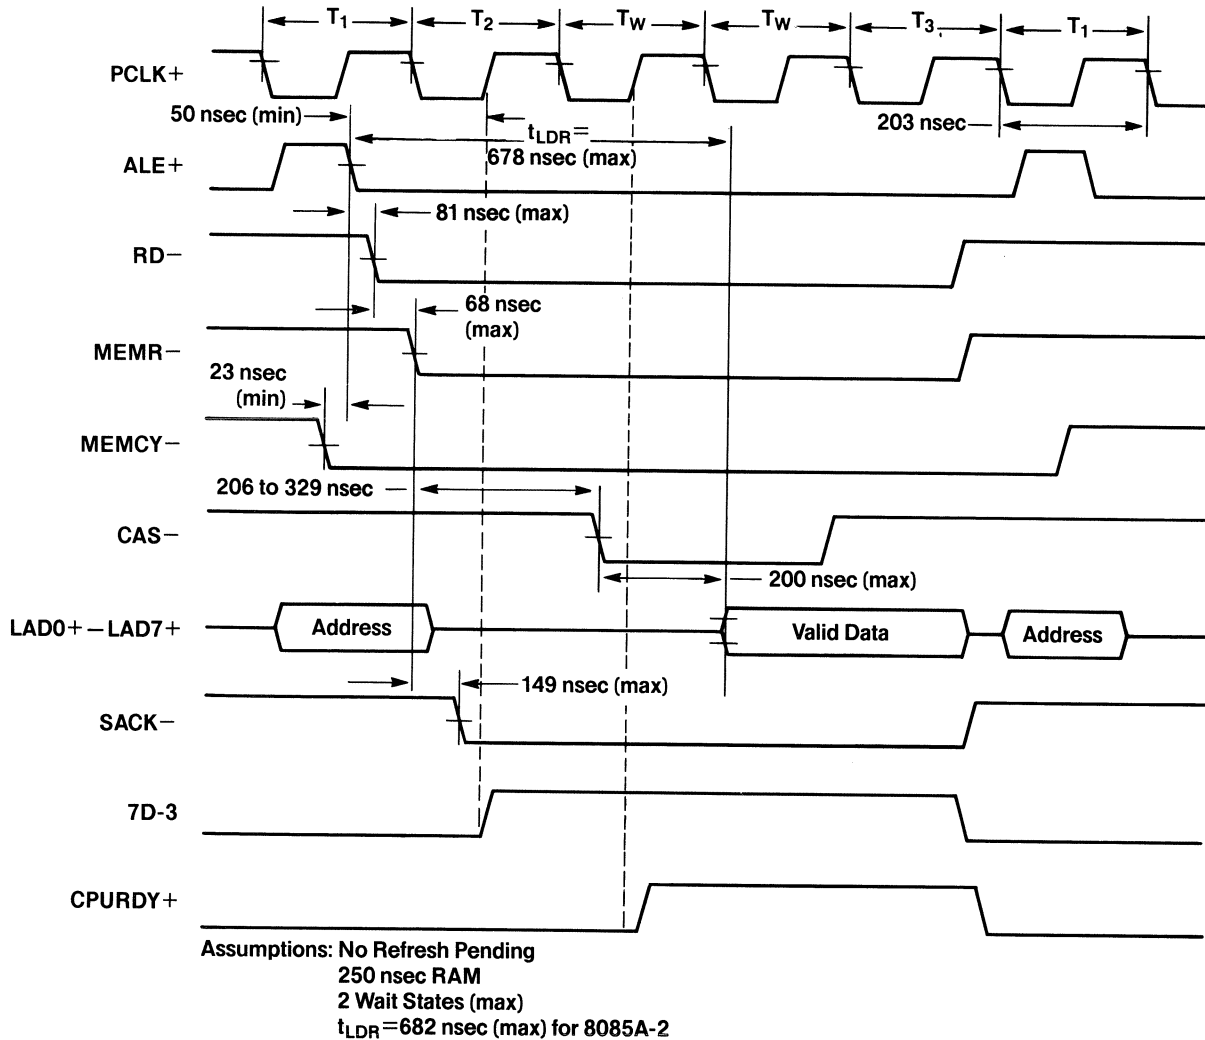 T1 T2 TW TW T3 T1
PCLK+
50 nsec (min)
tLDR=
678 nsec (max)
203 nsec
ALE+
81 nsec (max)
RD−
68 nsec
(max)
MEMR−
23 nsec
(min)
MEMCY−
206 to 329 nsec
CAS−
200 nsec (max)
LAD0+−LAD7+
Address
Valid Data
Address
149 nsec (max)
SACK−
7D-3
CPURDY+
Assumptions: No Refresh Pending
250 nsec RAM
2 Wait States (max)
tLDR=682 nsec (max) for 8085A-2